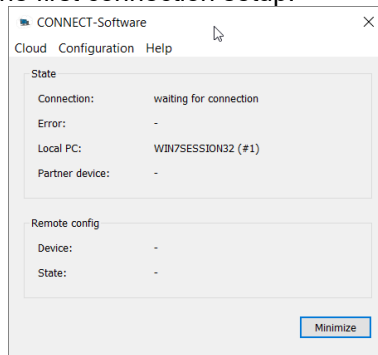 CONNECT-Software
Cloud Configuration Help
State
Connection: waiting for connection
Error: -
Local PC: WIN7SESSION32 (#1)
Partner device: -
Remote config
Device: -
State: -
Minimize